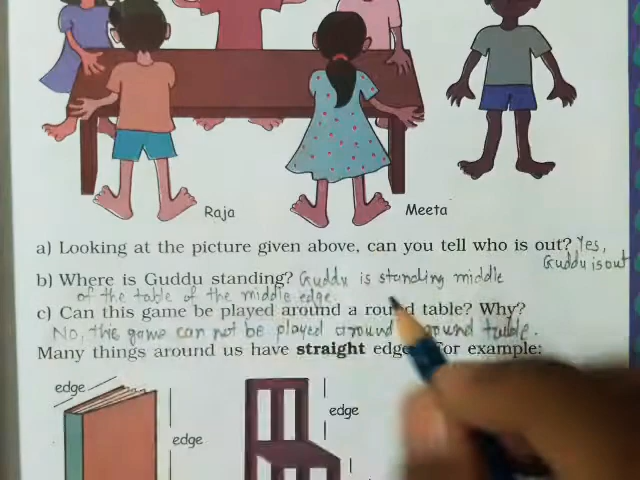 Raja
Meeta
a) Looking at the picture given above, can you tell who is out? Yes,
Guddu is out
b) Where is Guddu standing? Guddu is standing middle
of the table of the middle edge.
c) Can this game be played around a round table? Why?
No, this game can not be played around round table.
Many things around us have straight edge For example:
edge
edge
edge